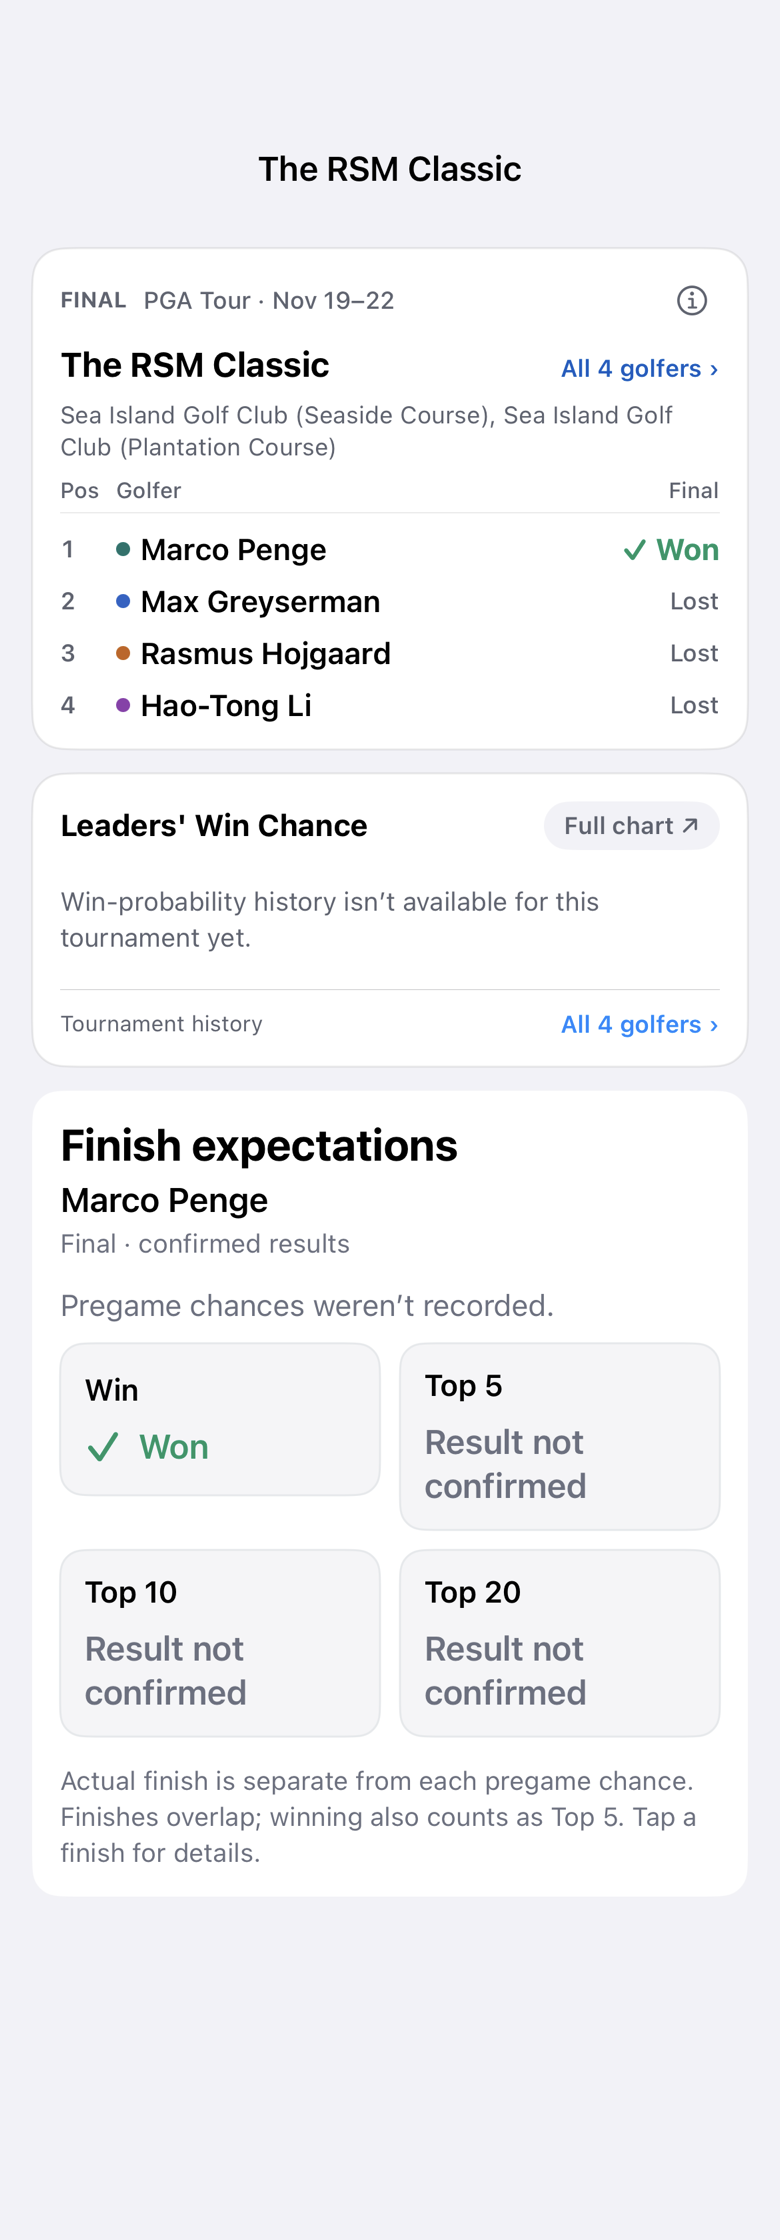 The RSM Classic
FINAL PGA Tour · Nov 19–22
The RSM Classic All 4 golfers ›
Sea Island Golf Club (Seaside Course), Sea Island Golf
Club (Plantation Course)
Pos Golfer Final
1 Marco Penge ✓ Won
2 Max Greyserman Lost
3 Rasmus Hojgaard Lost
4 Hao-Tong Li Lost
Leaders' Win Chance Full chart ↗
Win-probability history isn’t available for this
tournament yet.
Tournament history All 4 golfers ›
Finish expectations
Marco Penge
Final · confirmed results
Pregame chances weren’t recorded.
Win
✓ Won
Top 5
Result not
confirmed
Top 10
Result not
confirmed
Top 20
Result not
confirmed
Actual finish is separate from each pregame chance.
Finishes overlap; winning also counts as Top 5. Tap a
finish for details.